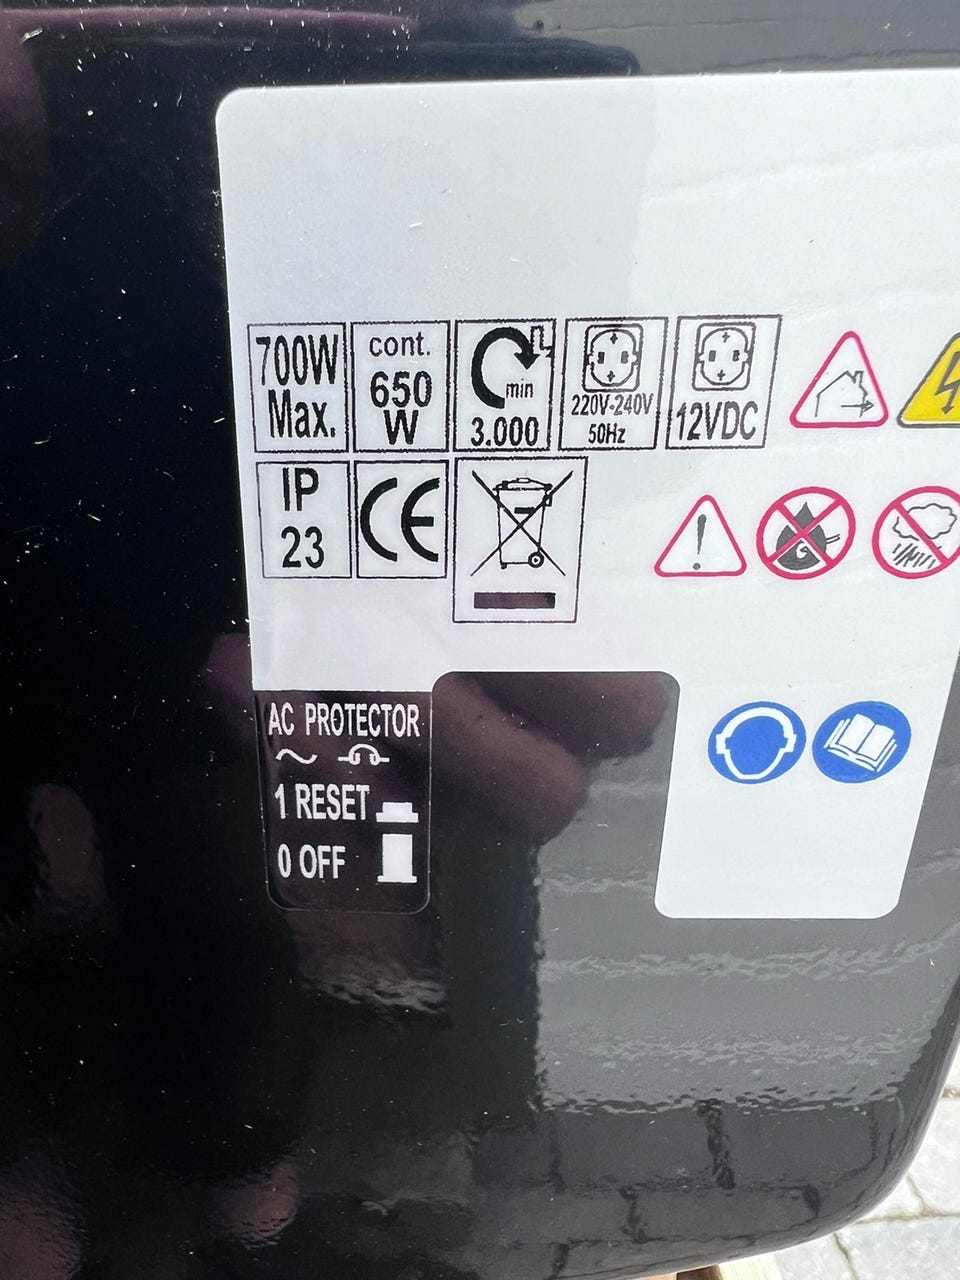 700W
Max.
cont.
650
W
min
3.000
220V-240V
50Hz
12VDC
IP
23
CE
AC PROTECTOR
1 RESET
0 OFF